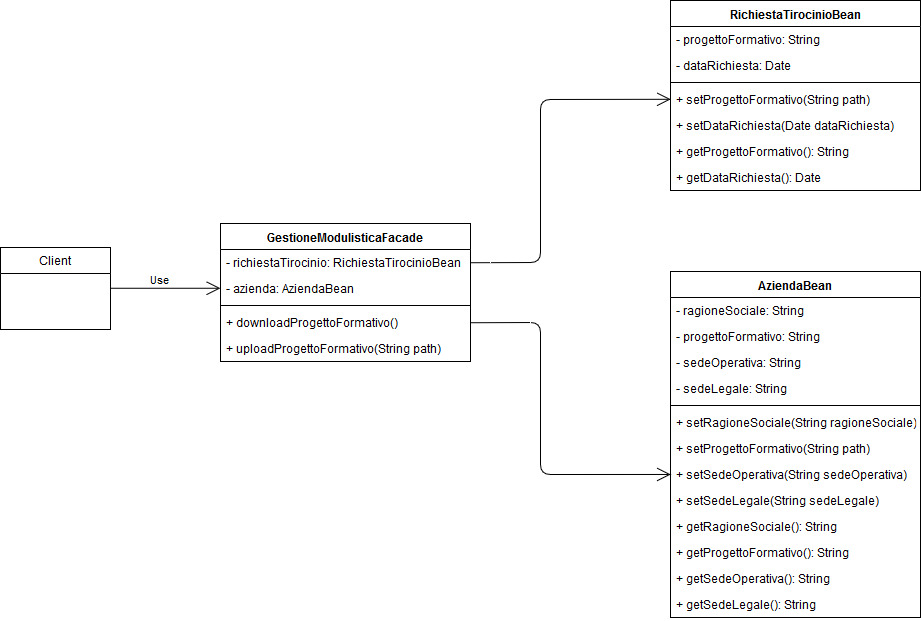 Client
Use
GestioneModulisticaFacade
- richiestaTirocinio: RichiestaTirocinioBean
- azienda: AziendaBean
+ downloadProgettoFormativo()
+ uploadProgettoFormativo(String path)
RichiestaTirocinioBean
- progettoFormativo: String
- dataRichiesta: Date
+ setProgettoFormativo(String path)
+ setDataRichiesta(Date dataRichiesta)
+ getProgettoFormativo(): String
+ getDataRichiesta(): Date
AziendaBean
- ragioneSociale: String
- progettoFormativo: String
- sedeOperativa: String
- sedeLegale: String
+ setRagioneSociale(String ragioneSociale)
+ setProgettoFormativo(String path)
+ setSedeOperativa(String sedeOperativa)
+ setSedeLegale(String sedeLegale)
+ getRagioneSociale(): String
+ getProgettoFormativo(): String
+ getSedeOperativa(): String
+ getSedeLegale(): String